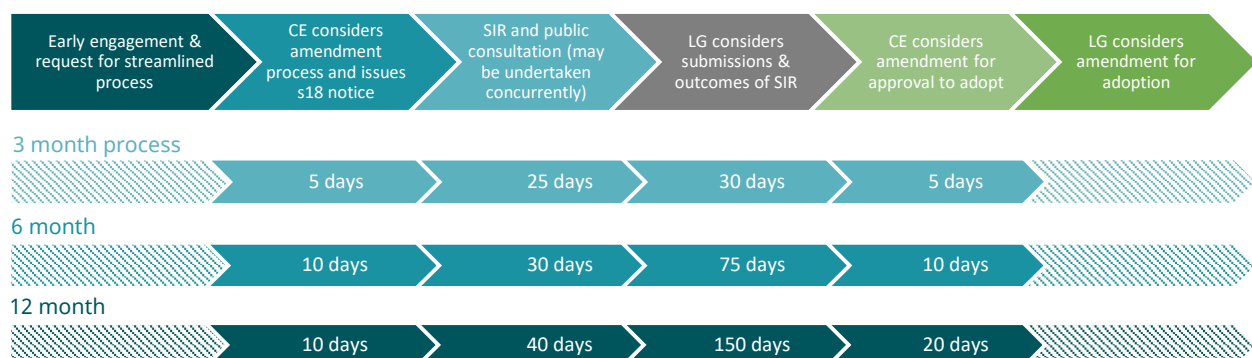 Early engagement &
request for streamlined
process
CE considers
amendment
process and issues
s18 notice
SIR and public
consultation (may
be undertaken
concurrently)
LG considers
submissions &
outcomes of SIR
CE considers
amendment for
approval to adopt
LG considers
amendment for
adoption
3 month process
5 days
25 days
30 days
5 days
6 month
10 days
30 days
75 days
10 days
12 month
10 days
40 days
150 days
20 days